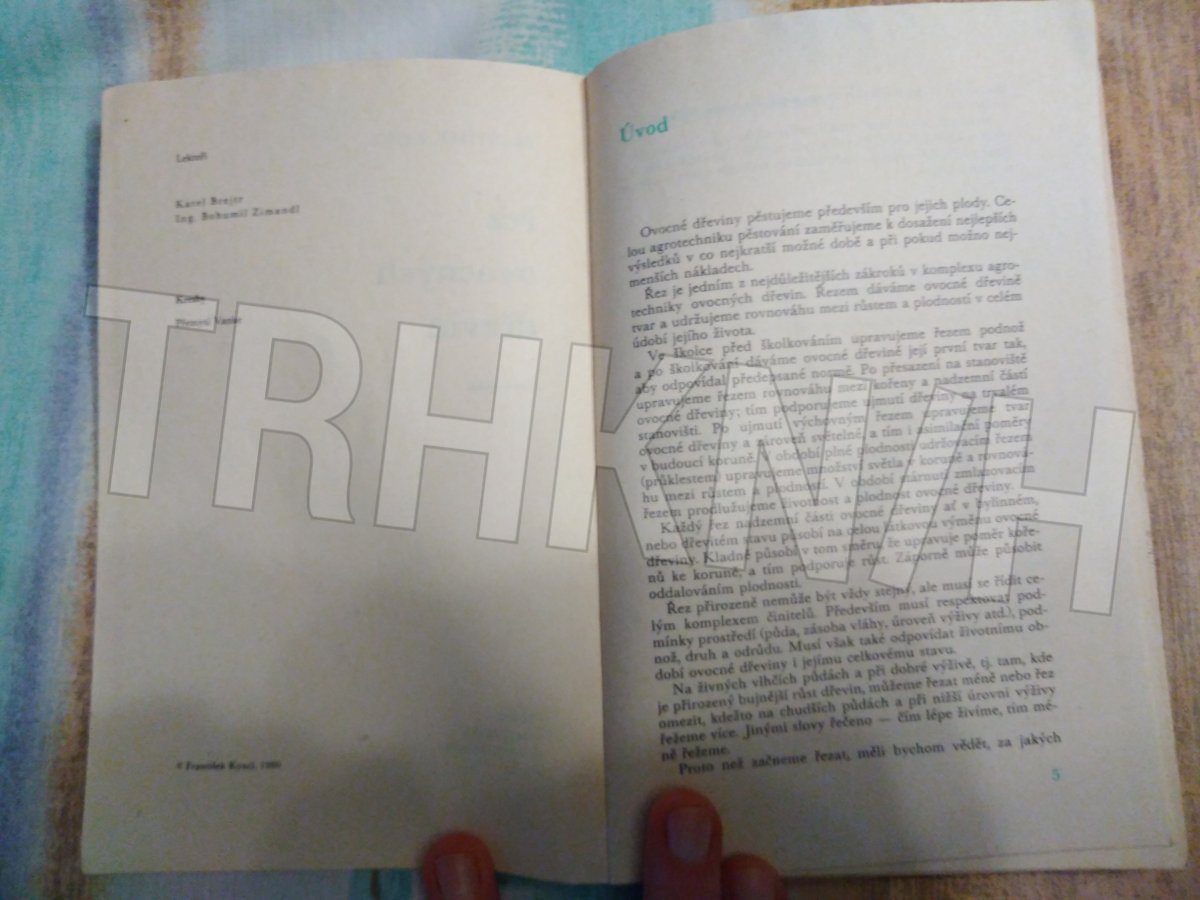 Lektoři
Karel Brejtr
Ing. Bohumil Zimandl
Kresby
Přemysl
© František 1980
Úvod
Ovocné dřeviny pěstujeme především pro jejich plody. Ce-
lou agrotechniku pěstování zaměřujeme k dosažení nejlepších
výsledků v co nejkratší možné době a při pokud možno nej-
menších nákladech.
Řez je jedním z nejdůležitějších zákroků v komplexu agro-
techniky ovocných dřevin. Řezem dáváme ovocné dřevině
tvar a udržujeme rovnováhu mezi růstem a plodností v celém
údobí jejího života.
Ve školce před školkováním upravujeme řezem podnož
a po školkování dáváme ovocné dřevině její první tvar tak,
aby odpovídal předepsané normě. Po přesazení na stanoviště
upravujeme řezem rovnováhu mezi kořeny a nadzemní částí
ovocné dřeviny; tím podporujeme ujmutí dřeviny na trvalém
stanovišti. Po ujmutí výchovným řezem upravujeme tvar
ovocné dřeviny a zároveň světelné, a tím i asimilační poměry
v budoucí koruně. V období plné plodnosti udržovacím řezem
(průklestem) upravujeme množství světla v koruně a rovnová-
hu mezi růstem a plodností. V období stárnutí zmlazovacím
řezem prodlužujeme životnost a plodnost ovocné dřeviny.
Každý řez nadzemní části ovocné dřeviny ať v bylinném,
nebo dřevitém stavu působí na celou látkovou výměnu ovocné
dřeviny. Kladně působí v tom směru, že upravuje poměr koře-
nů ke koruně, a tím podporuje růst. Záporně může působit
oddalováním plodnosti.
Řez přirozeně nemůže být vždy stejný, ale musí se řídit ce-
lým komplexem činitelů. Především musí respektovat pod-
mínky prostředí (půda, zásoba vláhy, úroveň výživy atd.), pod-
nož, druh a odrůdu. Musí však také odpovídat životnímu ob-
dobí ovocné dřeviny i jejímu celkovému stavu.
Na živných vlhčích půdách a při dobré výživě, tj. tam, kde
je přirozený bujnější růst dřevin, můžeme řezat méně nebo řez
omezit, kdežto na chudších půdách a při nižší úrovni výživy
řežeme více. Jinými slovy řečeno — čím lépe živíme, tím mé-
ně řežeme.
Proto než začneme řezat, měli bychom vědět, za jakých
5